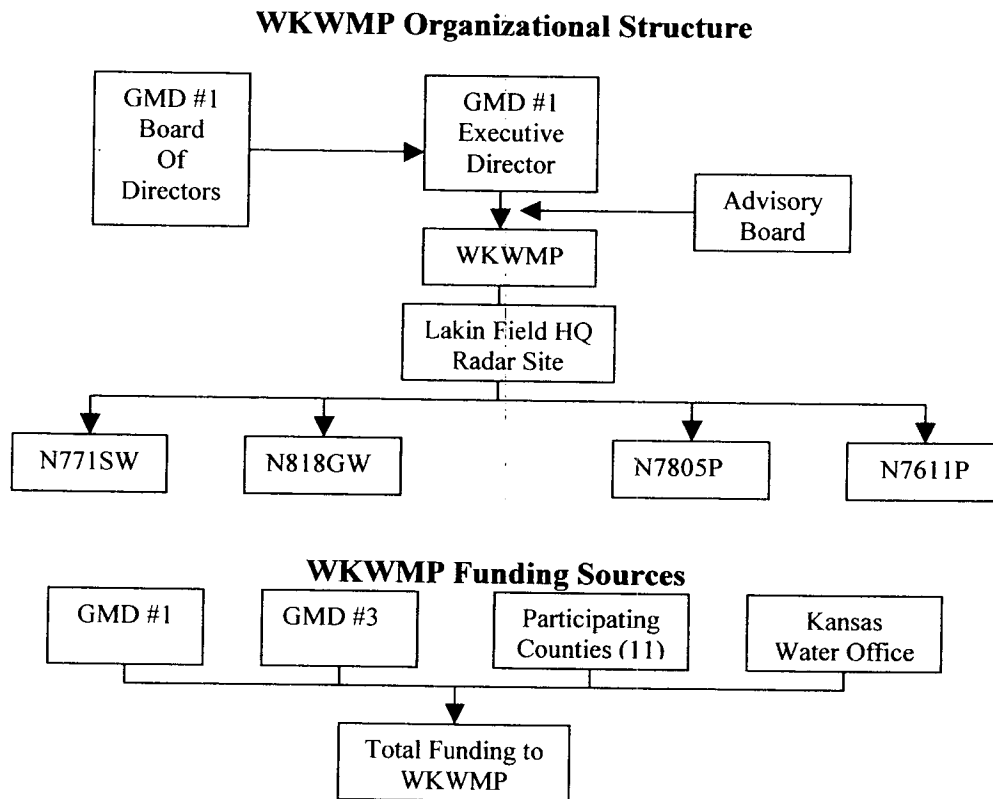 WKWMP Organizational Structure
GMD #1
Board
Of
Directors
GMD #1
Executive
Director
Advisory
Board
WKWMP
Lakin Field HQ
Radar Site
N771SW
N818GW
N7805P
N7611P
WKWMP Funding Sources
GMD #1
GMD #3
Participating
Counties (11)
Kansas
Water Office
Total Funding to
WKWMP